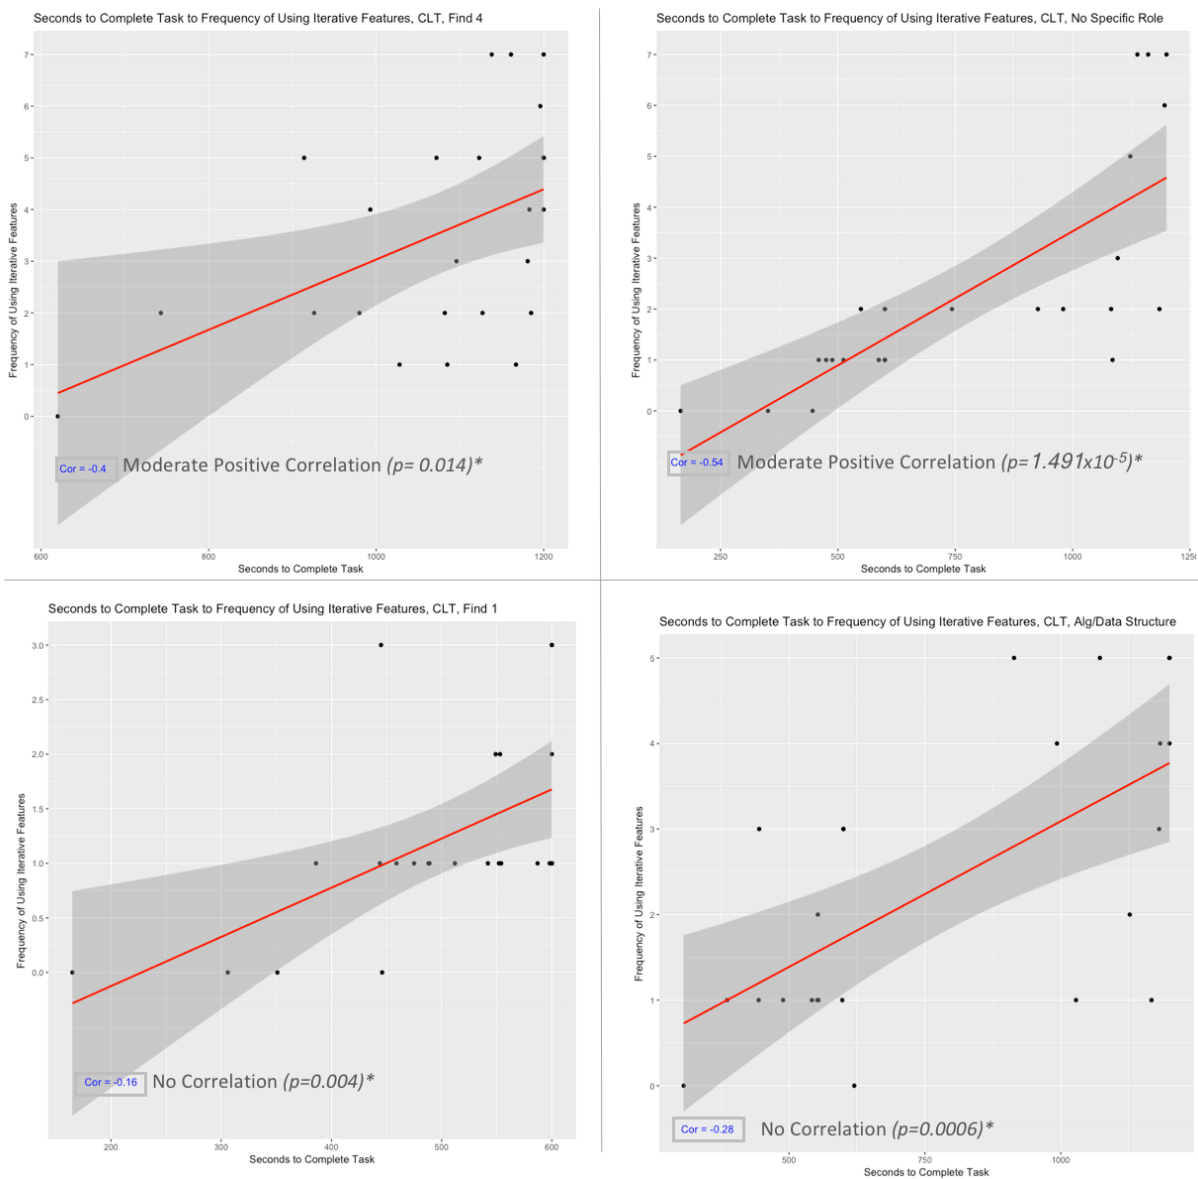 Seconds to Complete Task to Frequency of Using Iterative Features, CLT, Find 4
7
6
5
4
3
2
1
0
Frequency of Using Iterative Features
Cor = -0.4
Moderate Positive Correlation (p= 0.014)*
600 800 1000 1200
Seconds to Complete Task
Seconds to Complete Task to Frequency of Using Iterative Features, CLT, No Specific Role
7
6
5
4
3
2
1
0
Frequency of Using Iterative Features
Cor = -0.54
Moderate Positive Correlation (p=1.491x10-5)*
250 500 750 1000 1250
Seconds to Complete Task
Seconds to Complete Task to Frequency of Using Iterative Features, CLT, Find 1
3.0
2.5
2.0
1.5
1.0
0.5
0.0
Frequency of Using Iterative Features
Cor = -0.16
No Correlation (p=0.004)*
200 300 400 500 600
Seconds to Complete Task
Seconds to Complete Task to Frequency of Using Iterative Features, CLT, Alg/Data Structure
5
4
3
2
1
0
Frequency of Using Iterative Features
Cor = -0.28
No Correlation (p=0.0006)*
500 750 1000
Seconds to Complete Task